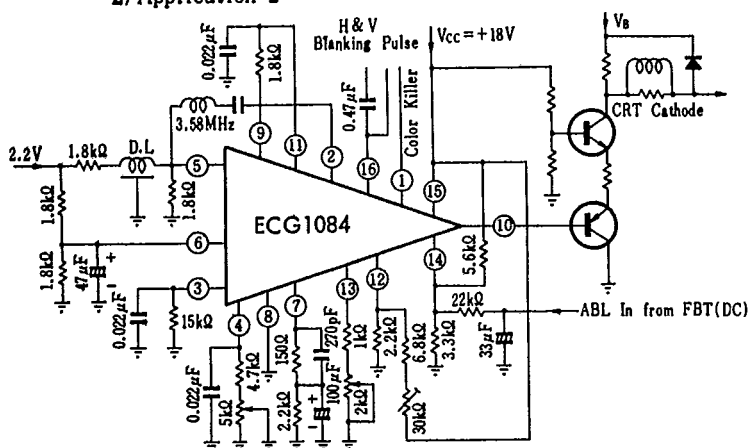 2) Application 2
H & V
Blanking Pulse
VCC = +18V
VB
0.022µF
1.8kΩ
0.47µF
Color Killer
CRT Cathode
3.58MHz
2.2V
1.8kΩ
D.L
5
9
11
2
16
1
15
1.8kΩ
1.8kΩ
6
ECG1084
10
1.8kΩ
47µF
+
-
3
14
5.6kΩ
0.022µF
15kΩ
4
8
7
13
12
22kΩ
ABL In from FBT(DC)
0.022µF
4.7kΩ
5kΩ
150Ω
270pF
2.2kΩ
+
-
100µF
1kΩ
2kΩ
2.2kΩ
6.8kΩ
30kΩ
3.3kΩ
33µF